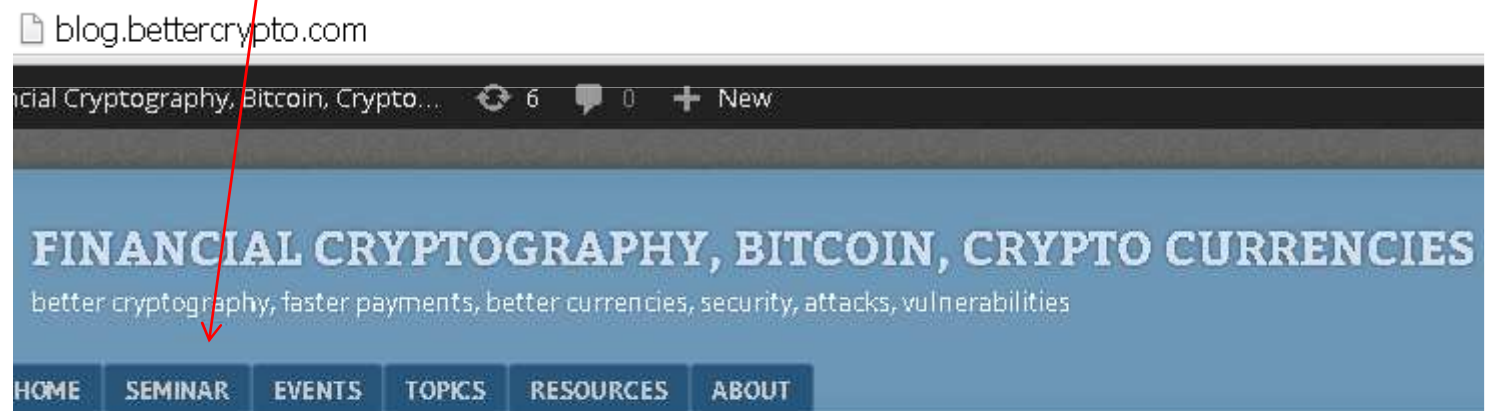 blog.bettercrypto.com
ncial Cryptography, Bitcoin, Crypto... 6 0 + New
FINANCIAL CRYPTOGRAPHY, BITCOIN, CRYPTO CURRENCIES
better cryptography, faster payments, better currencies, security, attacks, vulnerabilities
HOME SEMINAR EVENTS TOPICS RESOURCES ABOUT